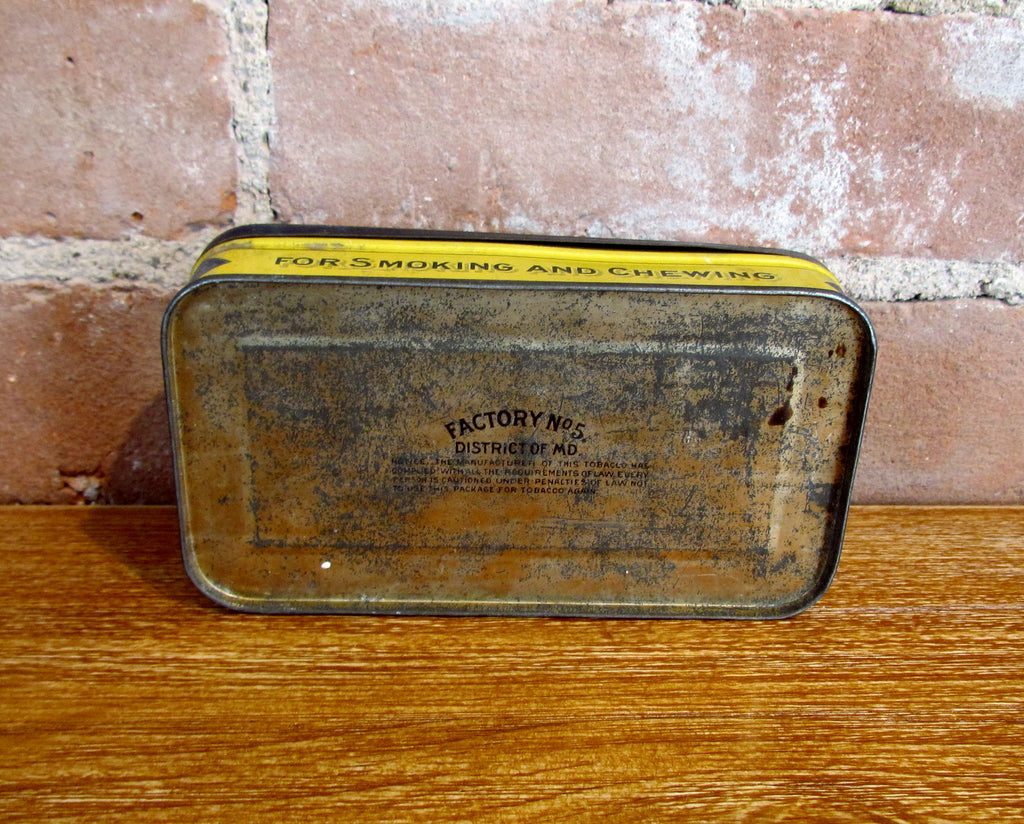 FOR SMOKING AND CHEWING
FACTORY No 5.
DISTRICT OF MD.
NOTICE. THE MANUFACTURER OF THIS TOBACCO HAS
COMPLIED WITH ALL THE REQUIREMENTS OF LAW. EVERY
PERSON IS CAUTIONED UNDER PENALTIES OF LAW NOT
TO USE THIS PACKAGE FOR TOBACCO AGAIN.